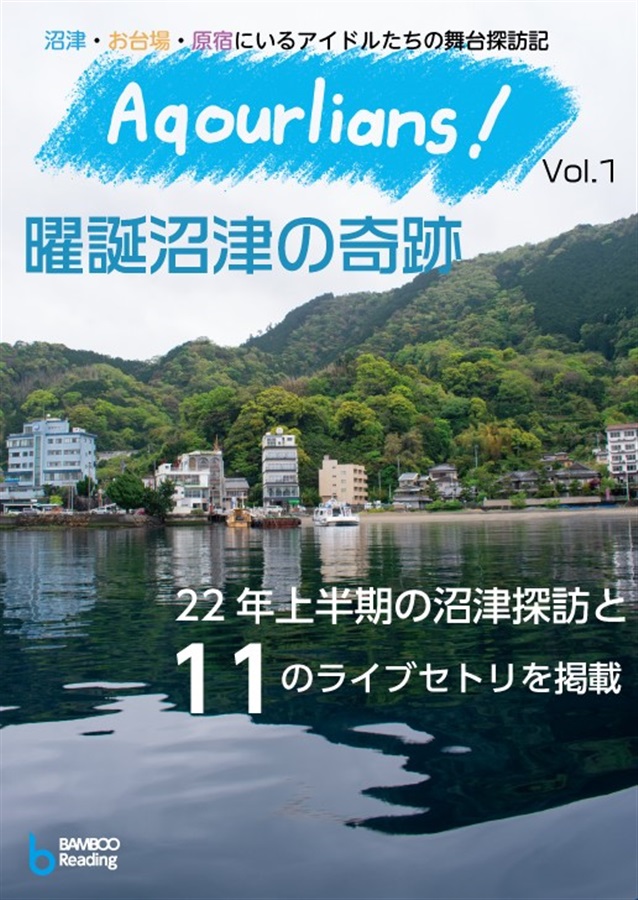 沼津・お台場・原宿にいるアイドルたちの舞台探訪記
Aqourlians!
Vol.1
曜誕沼津の奇跡
22年上半期の沼津探訪と
11のライブセトリを掲載
BAMBOO
Reading